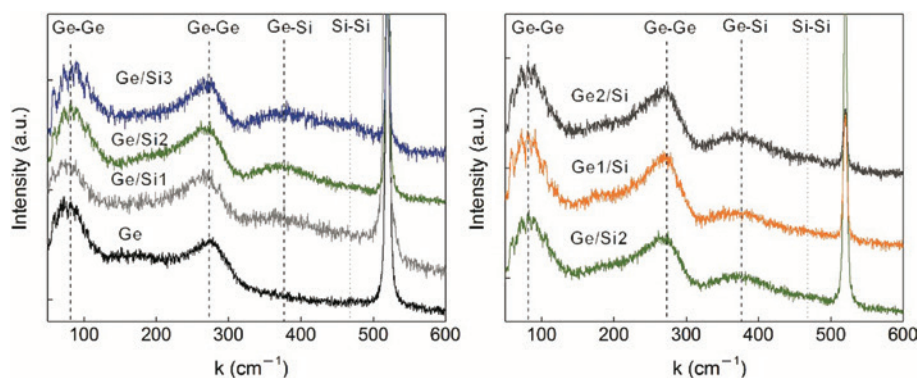 Ge-Ge Ge-Ge Ge-Si Si-Si
Ge/Si3
Ge/Si2
Ge/Si1
Ge
Intensity (a.u.)
100 200 300 400 500 600
k (cm⁻¹)
Ge-Ge Ge-Ge Ge-Si Si-Si
Ge2/Si
Ge1/Si
Ge/Si2
Intensity (a.u.)
100 200 300 400 500 600
k (cm⁻¹)